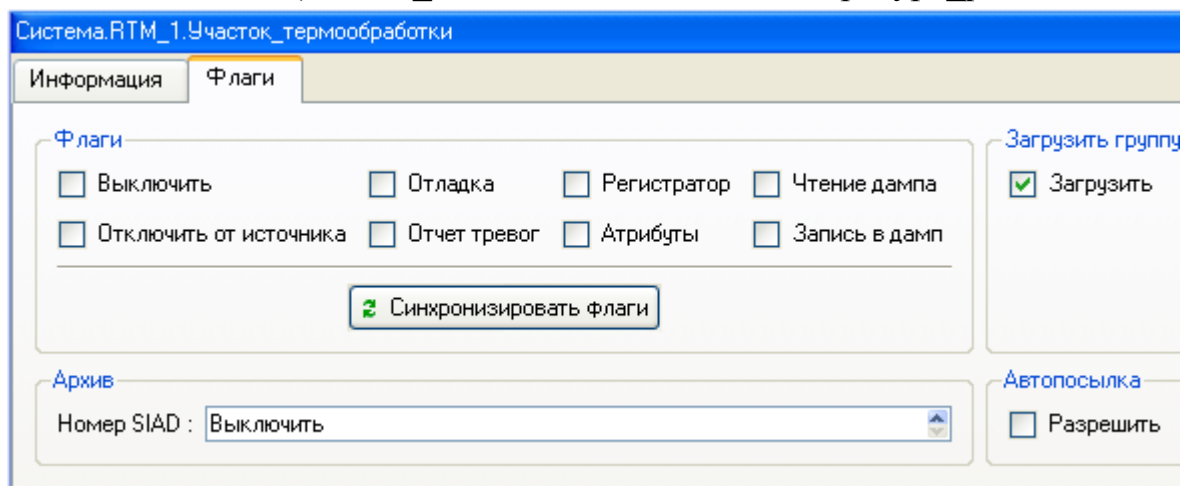 Система.RTM_1.Участок_термообработки
Информация Флаги
Флаги Загрузить группу
Выключить Отладка Регистратор Чтение дампа Загрузить
Отключить от источника Отчет тревог Атрибуты Запись в дамп
Синхронизировать флаги
Архив Автопосылка
Номер SIAD : Выключить Разрешить